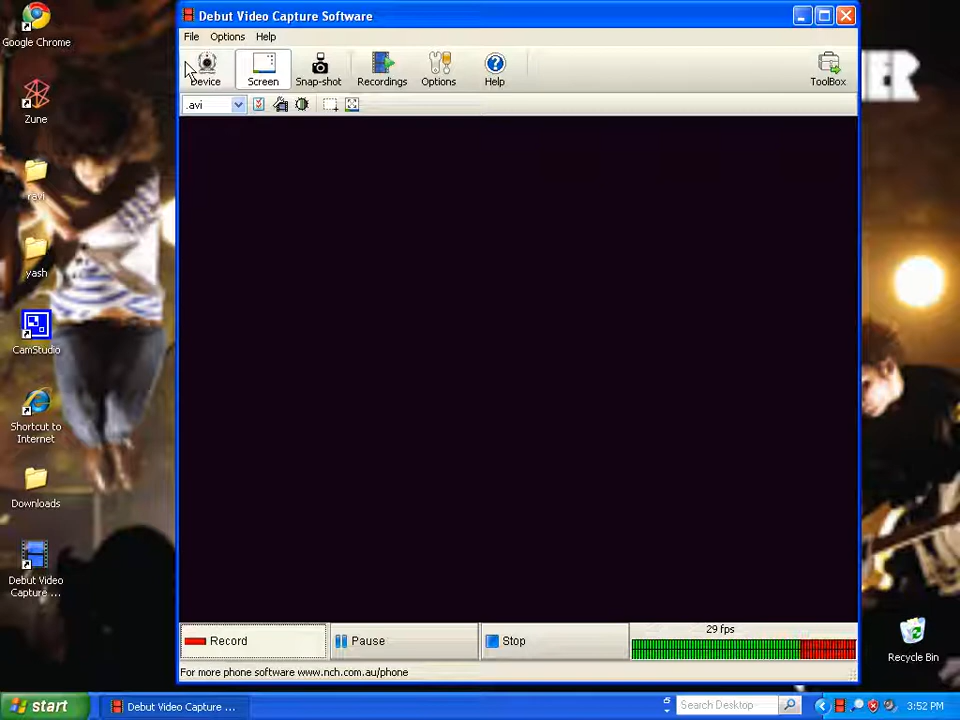 Debut Video Capture Software
File Options Help
Device Screen Snap-shot Recordings Options Help ToolBox
.avi
Google Chrome
Zune
ravi
yash
CamStudio
Shortcut to
Internet
Downloads
Debut Video
Capture ...
Record Pause Stop 29 fps
For more phone software www.nch.com.au/phone
Recycle Bin
start Debut Video Capture ... Search Desktop 3:52 PM